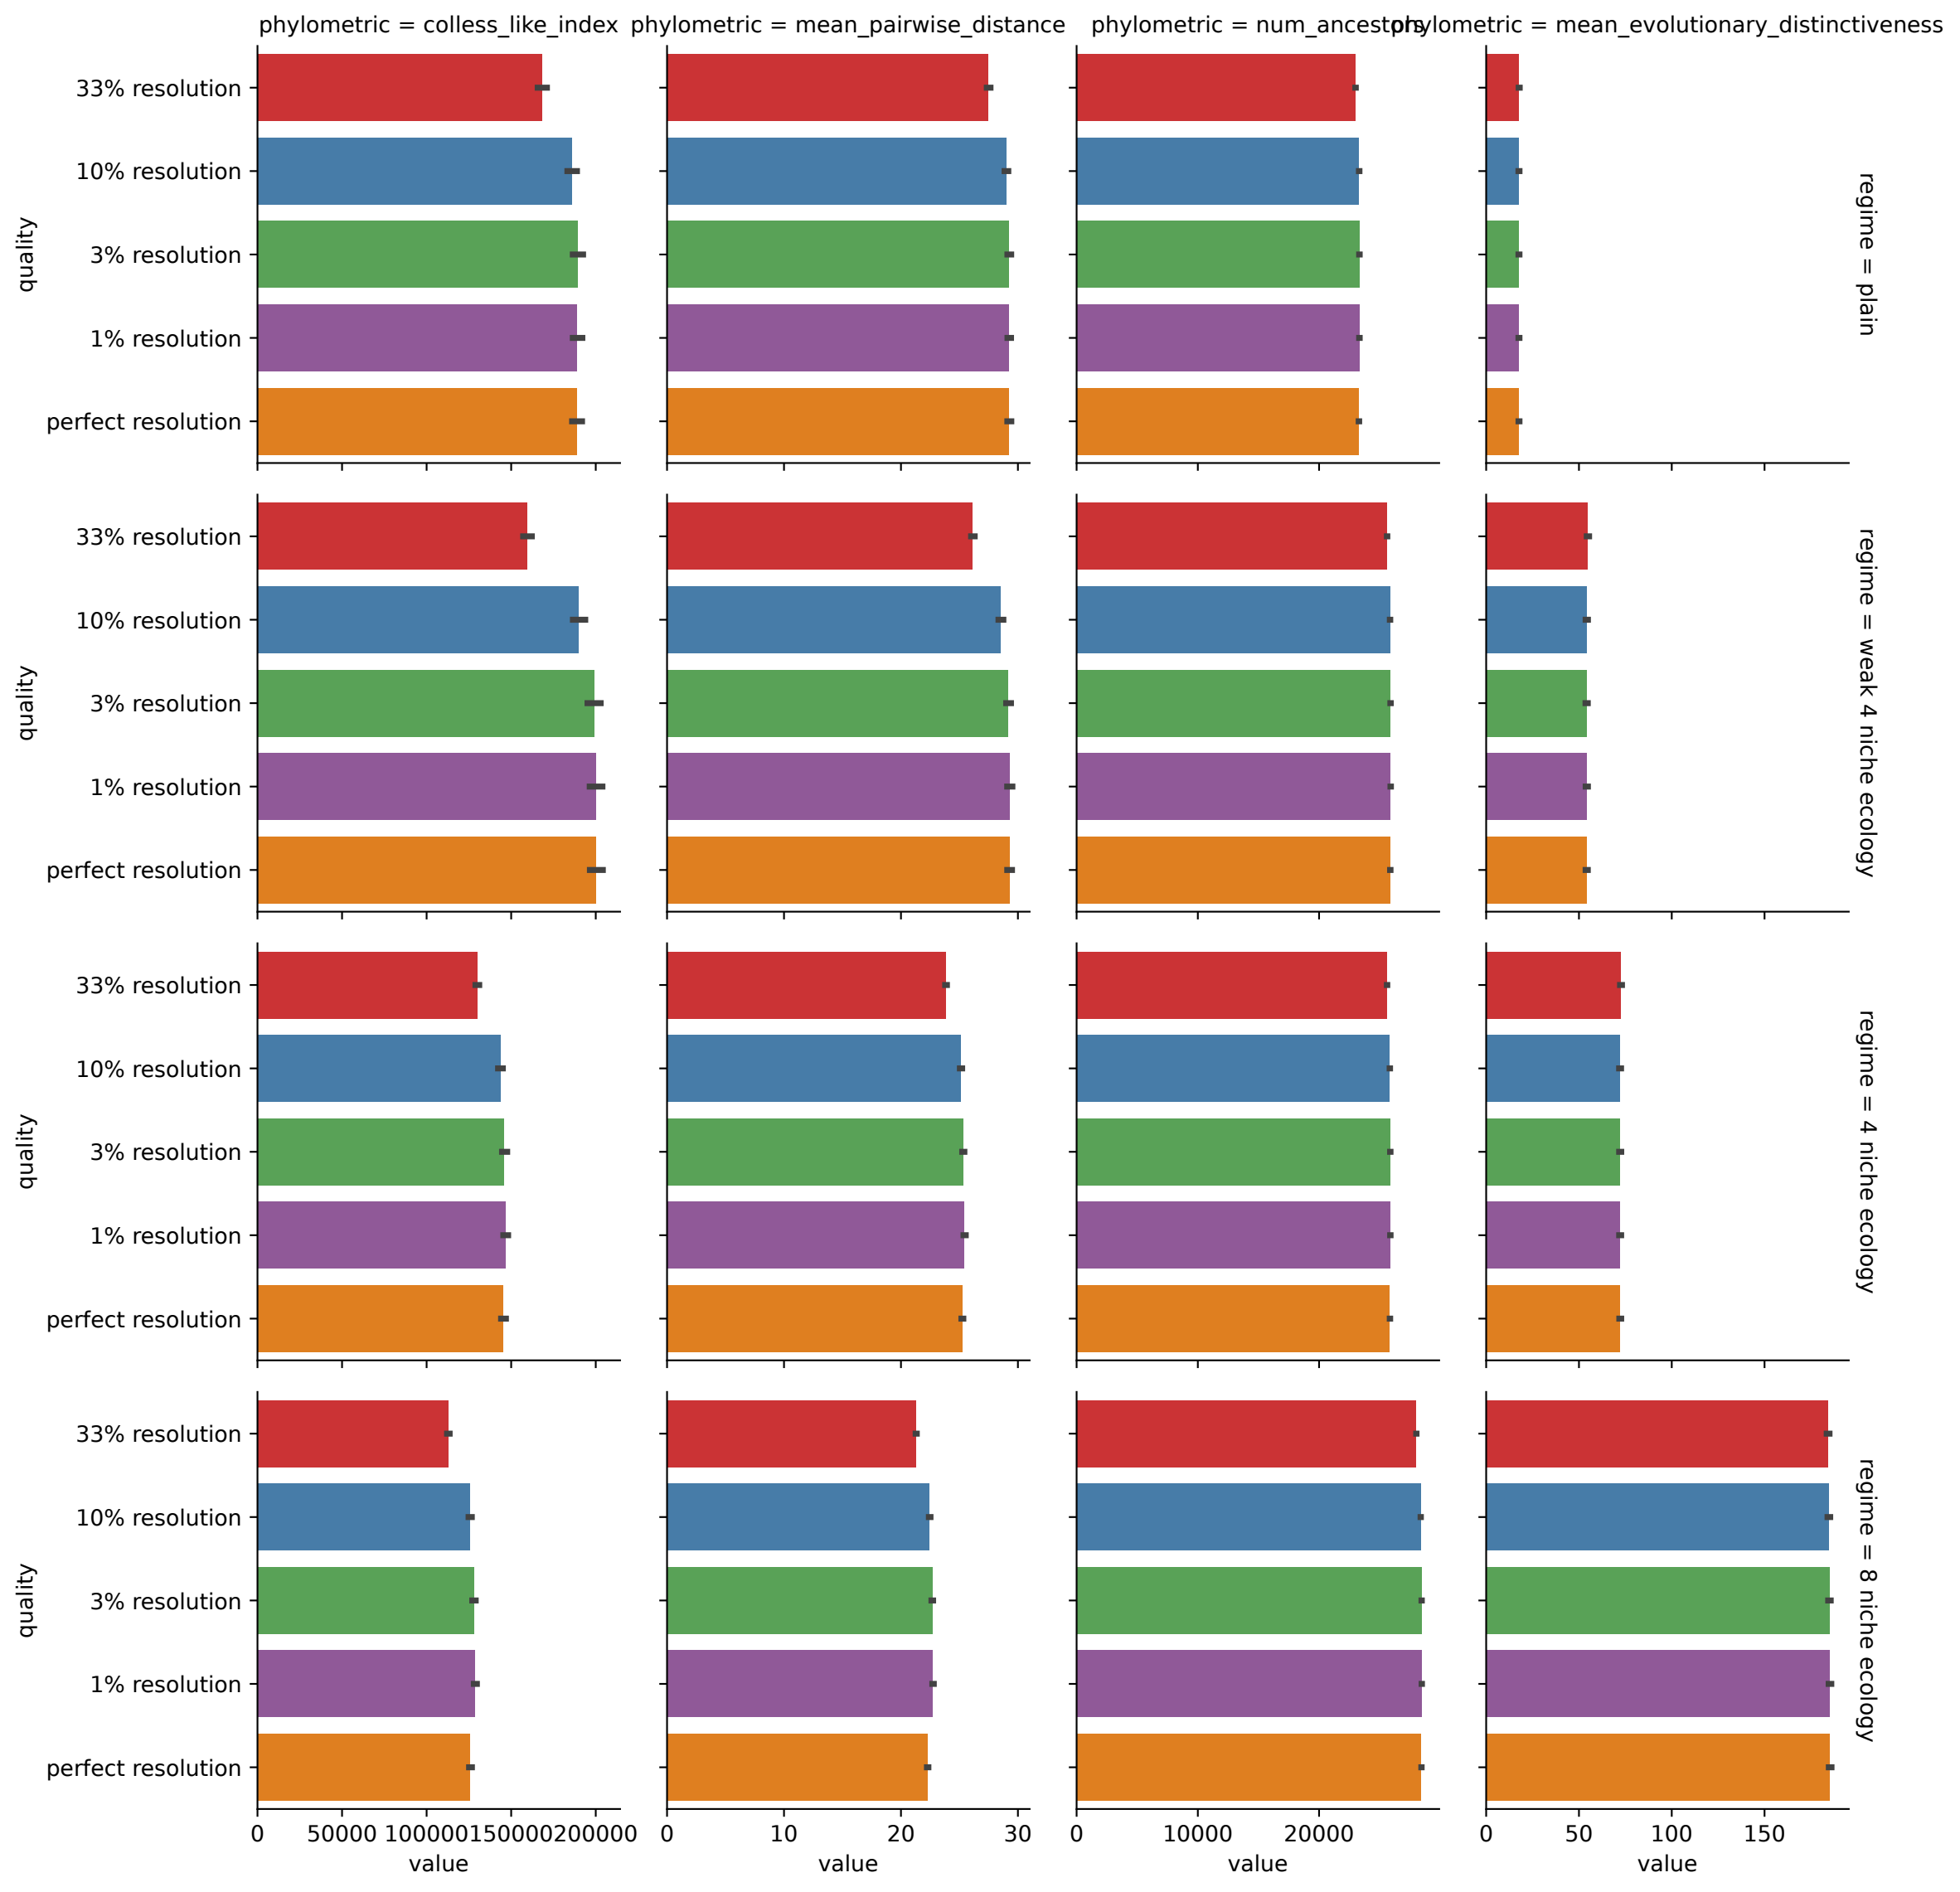 phylometric = colless_like_index
phylometric = mean_pairwise_distance
phylometric = num_ancestors
phylometric = mean_evolutionary_distinctiveness
quality
33% resolution
10% resolution
3% resolution
1% resolution
perfect resolution
regime = plain
quality
33% resolution
10% resolution
3% resolution
1% resolution
perfect resolution
regime = weak 4 niche ecology
quality
33% resolution
10% resolution
3% resolution
1% resolution
perfect resolution
regime = 4 niche ecology
quality
33% resolution
10% resolution
3% resolution
1% resolution
perfect resolution
regime = 8 niche ecology
0 50000 100000 150000 200000
0 10 20 30
0 10000 20000
0 50 100 150
value
value
value
value